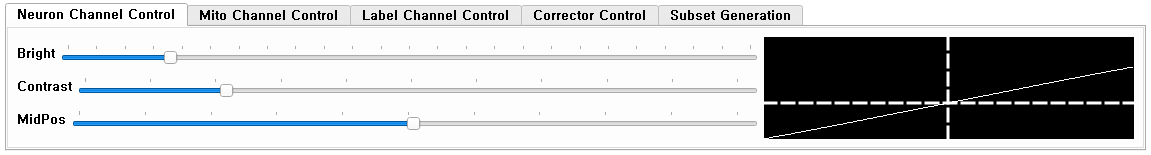 Neuron Channel Control Mito Channel Control Label Channel Control Corrector Control Subset Generation
Bright
Contrast
MidPos